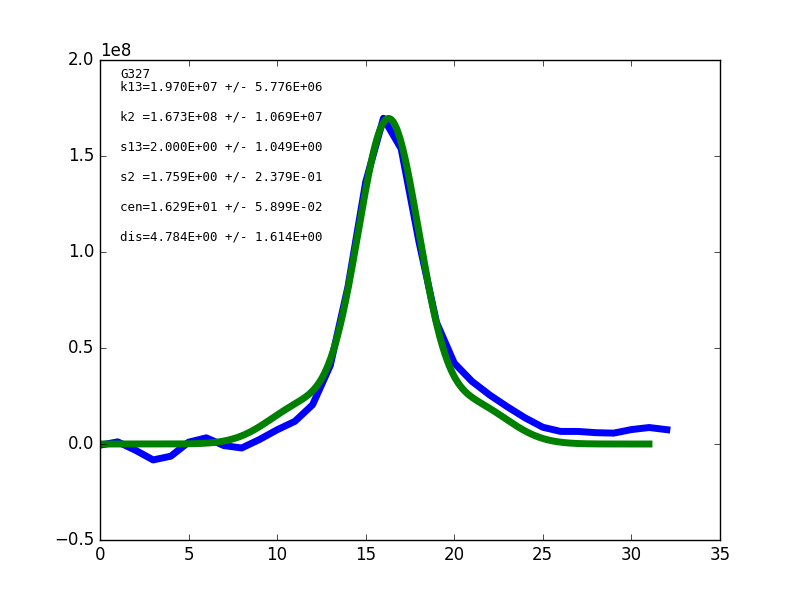 1e8
2.0
G327
k13=1.970E+07 +/- 5.776E+06
k2 =1.673E+08 +/- 1.069E+07
1.5
s13=2.000E+00 +/- 1.049E+00
s2 =1.759E+00 +/- 2.379E-01
cen=1.629E+01 +/- 5.899E-02
dis=4.784E+00 +/- 1.614E+00
1.0
0.5
0.0
−0.5
0 5 10 15 20 25 30 35